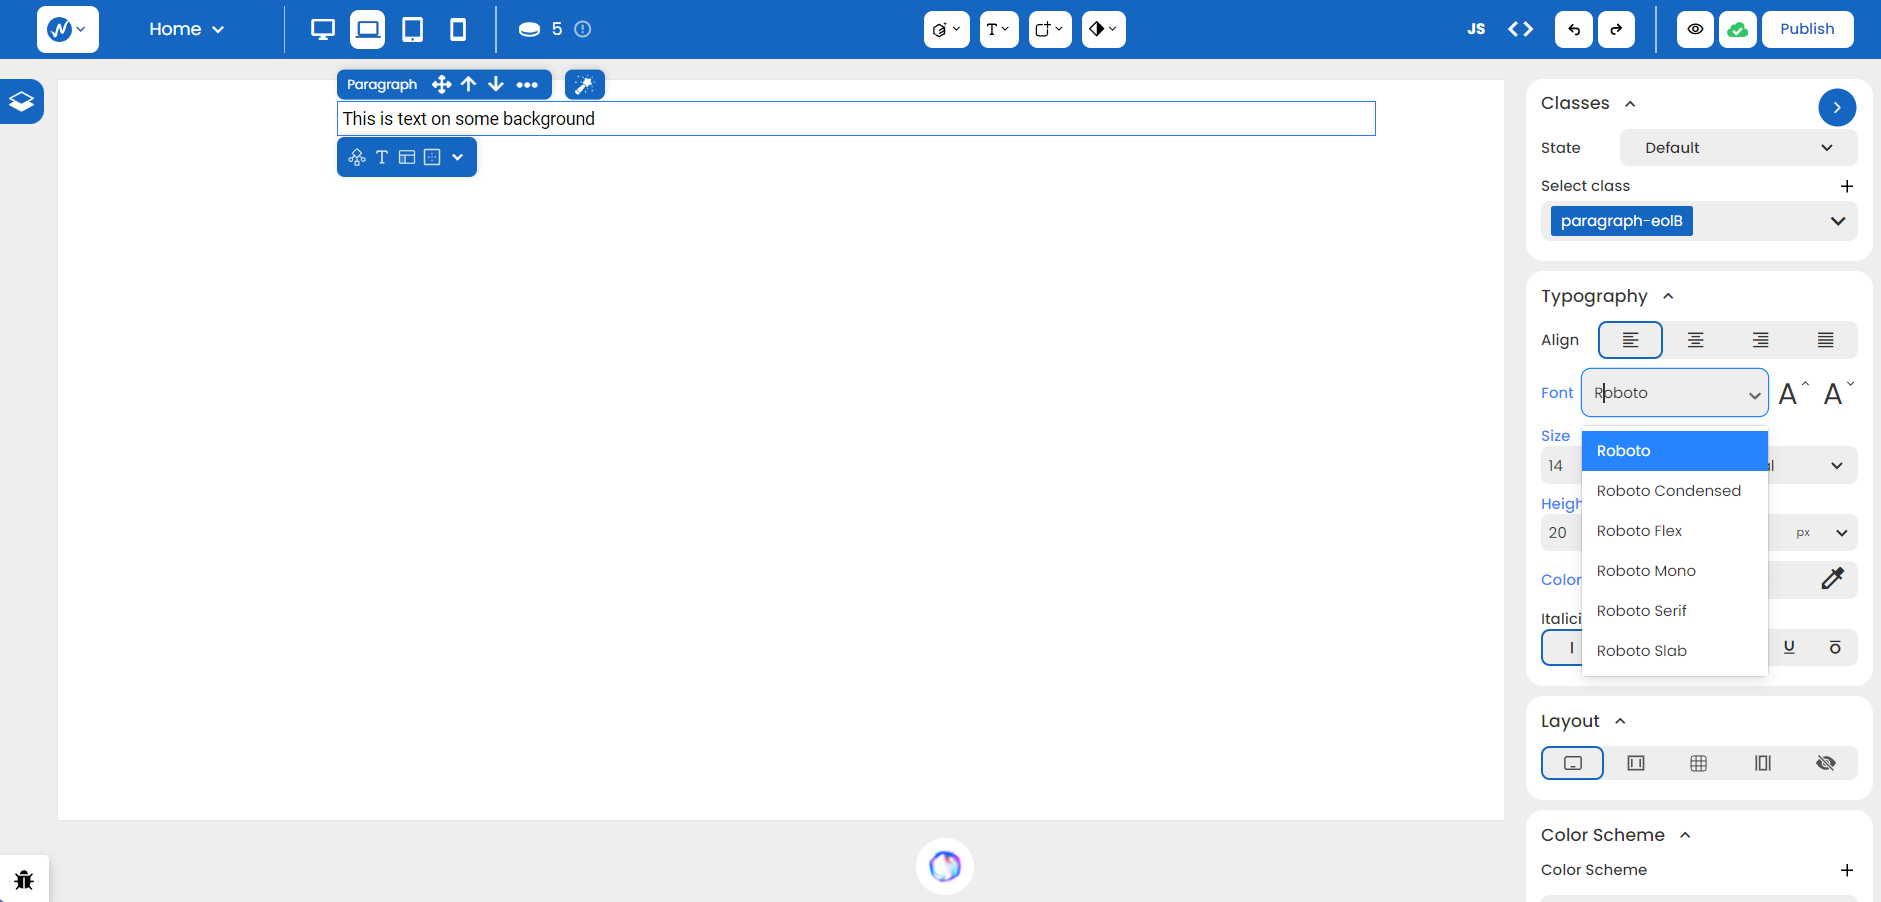 Home
5
T
JS
Publish
Paragraph
This is text on some background
T
Classes
State
Default
Select class
paragraph-eolB
Typography
Align
Font
Roboto
A
A
Size
Roboto
14
Roboto Condensed
Roboto Flex
20
px
Roboto Mono
Color
Roboto Serif
I
U
O
Roboto Slab
Layout
Color Scheme
Color Scheme